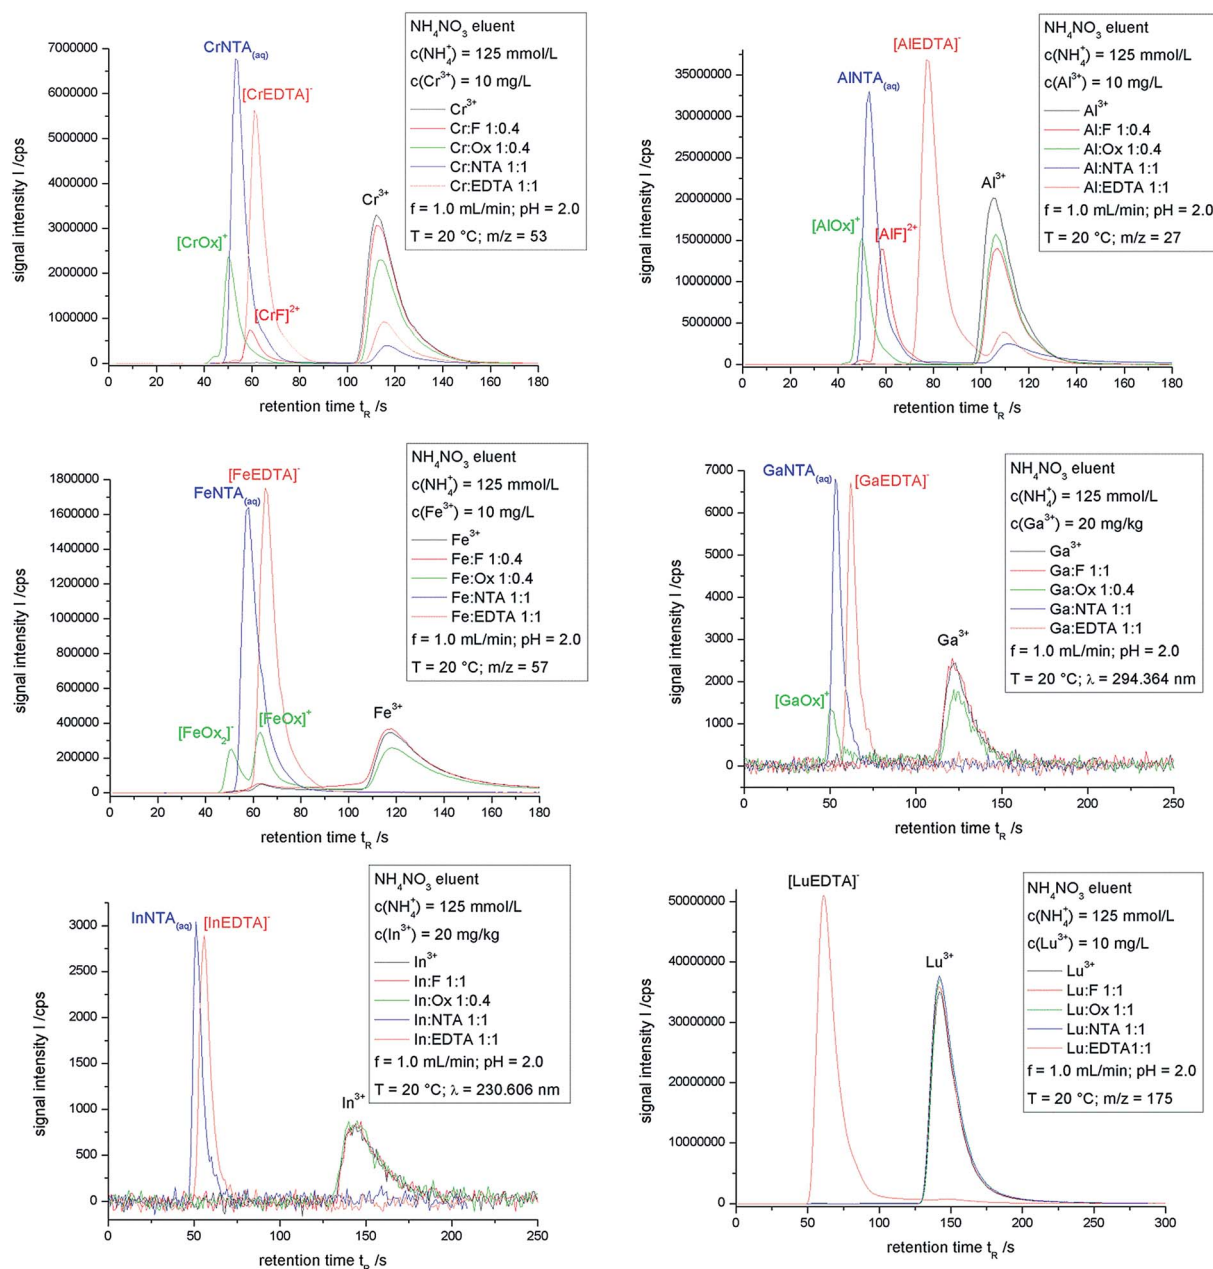 NH₄NO₃ eluent
c(NH₄⁺) = 125 mmol/L
c(Cr³⁺) = 10 mg/L
Cr³⁺
Cr:F 1:0.4
Cr:Ox 1:0.4
Cr:NTA 1:1
Cr:EDTA 1:1
f = 1.0 mL/min; pH = 2.0
T = 20 °C; m/z = 53
CrNTA(aq)
[CrEDTA]⁻
[CrOx]⁺
[CrF]²⁺
Cr³⁺
signal intensity I /cps
7000000
6000000
5000000
4000000
3000000
2000000
1000000
0
0 20 40 60 80 100 120 140 160 180
retention time tR /s
NH₄NO₃ eluent
c(NH₄⁺) = 125 mmol/L
c(Al³⁺) = 10 mg/L
Al³⁺
Al:F 1:0.4
Al:Ox 1:0.4
Al:NTA 1:1
Al:EDTA 1:1
f = 1.0 mL/min; pH = 2.0
T = 20 °C; m/z = 27
[AlEDTA]⁻
AlNTA(aq)
[AlOx]⁺
[AlF]²⁺
Al³⁺
signal intensity I /cps
35000000
30000000
25000000
20000000
15000000
10000000
5000000
0
0 20 40 60 80 100 120 140 160 180
retention time tR /s
NH₄NO₃ eluent
c(NH₄⁺) = 125 mmol/L
c(Fe³⁺) = 10 mg/L
Fe³⁺
Fe:F 1:0.4
Fe:Ox 1:0.4
Fe:NTA 1:1
Fe:EDTA 1:1
f = 1.0 mL/min; pH = 2.0
T = 20 °C; m/z = 57
[FeEDTA]⁻
FeNTA(aq)
[FeOx₂]⁻
[FeOx]⁺
Fe³⁺
signal intensity I /cps
1800000
1600000
1400000
1200000
1000000
800000
600000
400000
200000
0
0 20 40 60 80 100 120 140 160 180
retention time tR /s
NH₄NO₃ eluent
c(NH₄⁺) = 125 mmol/L
c(Ga³⁺) = 20 mg/kg
Ga³⁺
Ga:F 1:1
Ga:Ox 1:0.4
Ga:NTA 1:1
Ga:EDTA 1:1
f = 1.0 mL/min; pH = 2.0
T = 20 °C; λ = 294.364 nm
GaNTA(aq)
[GaEDTA]⁻
[GaOx]⁺
Ga³⁺
signal intensity I /cps
7000
6000
5000
4000
3000
2000
1000
0
0 50 100 150 200 250
retention time tR /s
NH₄NO₃ eluent
c(NH₄⁺) = 125 mmol/L
c(In³⁺) = 20 mg/kg
In³⁺
In:F 1:1
In:Ox 1:0.4
In:NTA 1:1
In:EDTA 1:1
f = 1.0 mL/min; pH = 2.0
T = 20 °C; λ = 230.606 nm
InNTA(aq)
[InEDTA]⁻
In³⁺
signal intensity I /cps
3000
2500
2000
1500
1000
500
0
0 50 100 150 200 250
retention time tR /s
NH₄NO₃ eluent
c(NH₄⁺) = 125 mmol/L
c(Lu³⁺) = 10 mg/L
Lu³⁺
Lu:F 1:1
Lu:Ox 1:1
Lu:NTA 1:1
Lu:EDTA1:1
f = 1.0 mL/min; pH = 2.0
T = 20 °C; m/z = 175
[LuEDTA]⁻
Lu³⁺
signal intensity I /cps
50000000
40000000
30000000
20000000
10000000
0
0 50 100 150 200 250 300
retention time tR /s